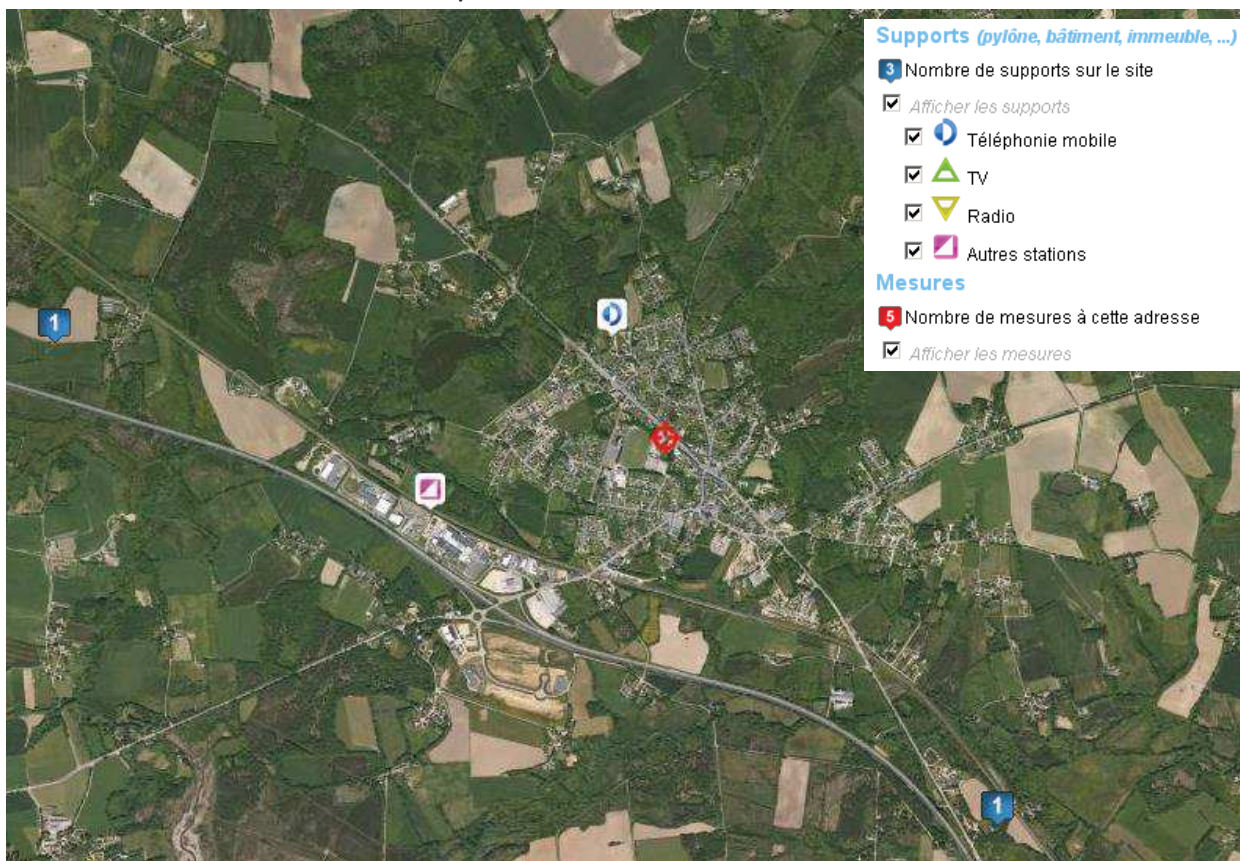 Supports (pylône, bâtiment, immeuble, ...)
3 Nombre de supports sur le site
Afficher les supports
Téléphonie mobile
TV
Radio
Autres stations
Mesures
5 Nombre de mesures à cette adresse
Afficher les mesures
1
1